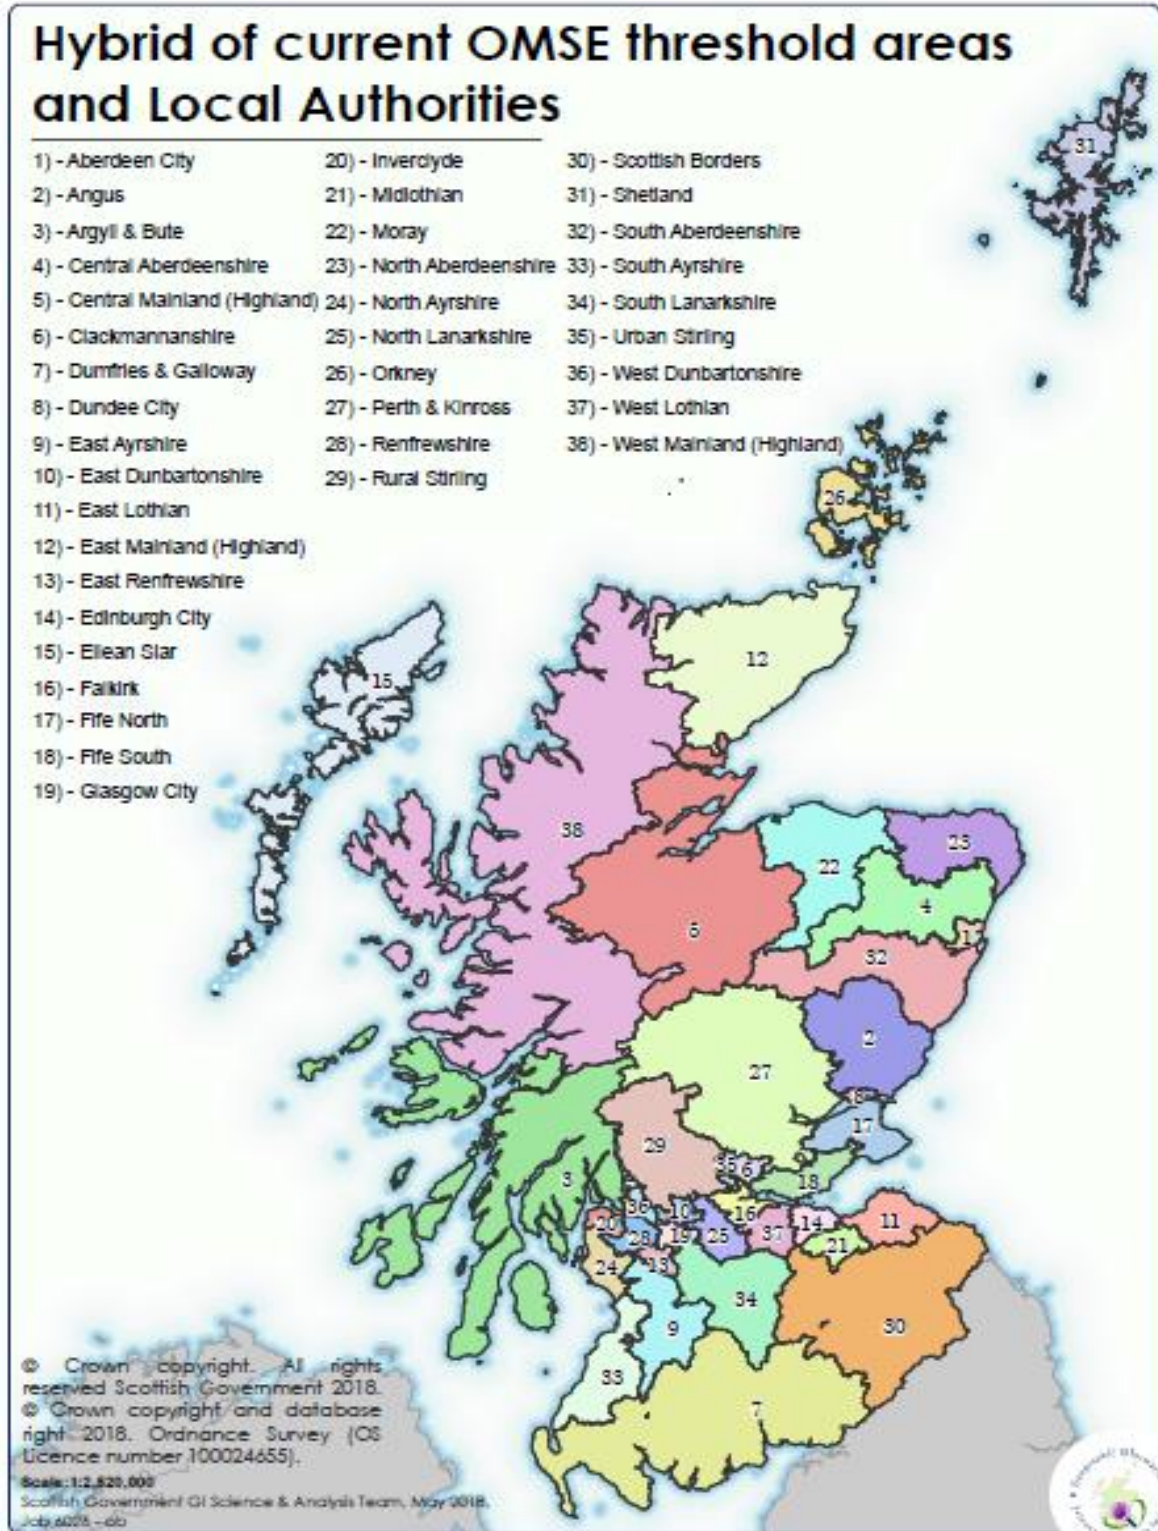 Hybrid of current OMSE threshold areas
and Local Authorities
1) - Aberdeen City
2) - Angus
3) - Argyll & Bute
4) - Central Aberdeenshire
5) - Central Mainland (Highland)
6) - Clackmannanshire
7) - Dumfries & Galloway
8) - Dundee City
9) - East Ayrshire
10) - East Dunbartonshire
11) - East Lothian
12) - East Mainland (Highland)
13) - East Renfrewshire
14) - Edinburgh City
15) - Eilean Siar
16) - Falkirk
17) - Fife North
18) - Fife South
19) - Glasgow City
20) - Inverclyde
21) - Midlothian
22) - Moray
23) - North Aberdeenshire
24) - North Ayrshire
25) - North Lanarkshire
26) - Orkney
27) - Perth & Kinross
28) - Renfrewshire
29) - Rural Stirling
30) - Scottish Borders
31) - Shetland
32) - South Aberdeenshire
33) - South Ayrshire
34) - South Lanarkshire
35) - Urban Stirling
36) - West Dunbartonshire
37) - West Lothian
38) - West Mainland (Highland)
31
26
12
15
38
23
22
4
5
1
32
2
27
8
17
29
35
6
18
3
36
10
16
20
28
19
25
37
14
11
21
24
13
34
9
30
33
7
© Crown copyright. All rights
reserved Scottish Government 2018.
© Crown copyright and database
right 2018. Ordnance Survey (OS
Licence number 100024655).
Scale:1:2,520,000
Scottish Government GI Science & Analysis Team, May 2018,